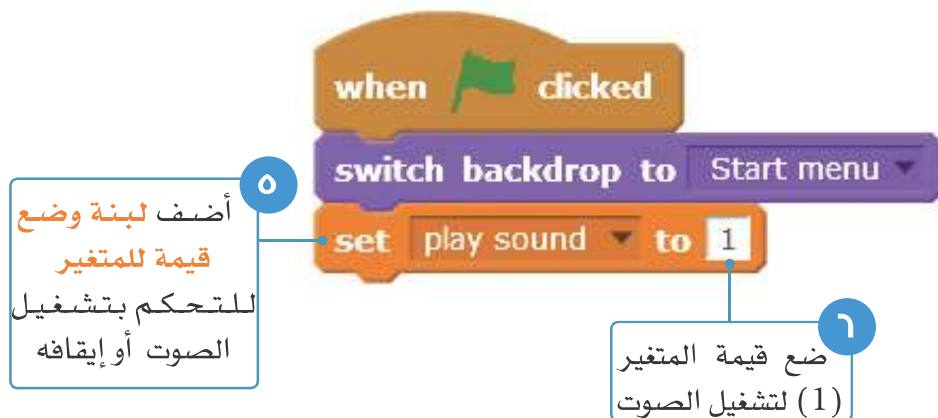 when clicked
switch backdrop to Start menu
set play sound to 1
٥
أضف لبنة وضع
قيمة للمتغير
للتحكم بتشغيل
الصوت أو إيقافه
٦
ضع قيمة المتغير
(1) لتشغيل الصوت